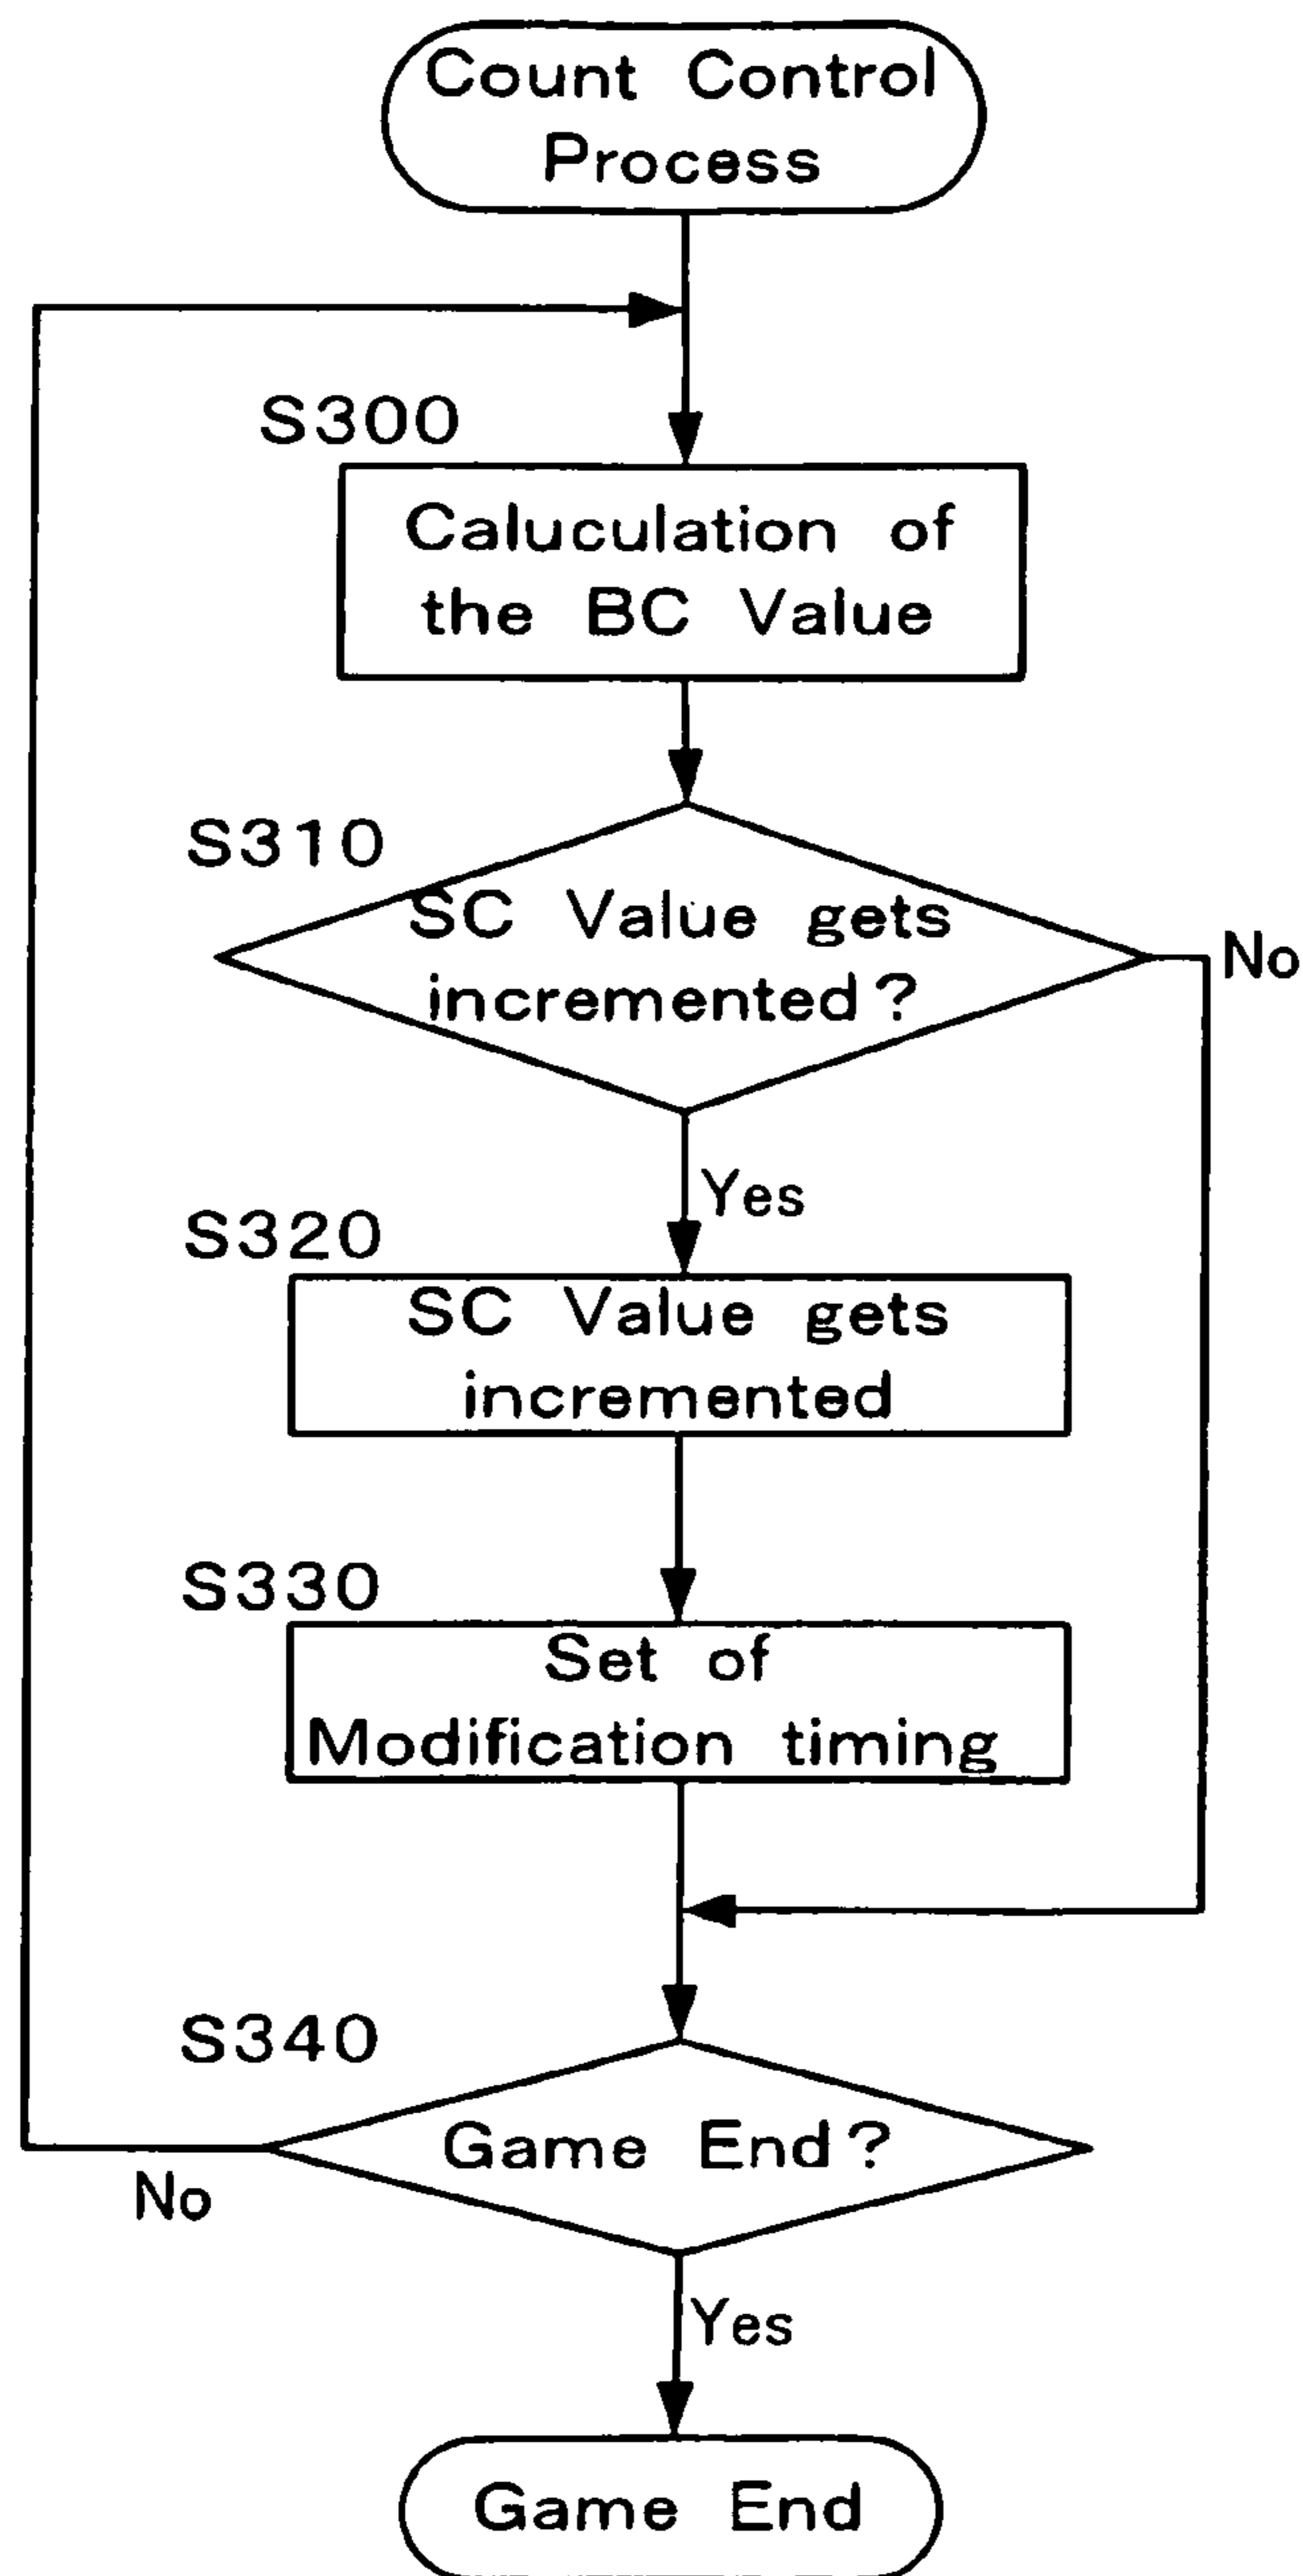 Count Control
Process
S300
Caluculation of
the BC Value
S310
SC Value gets
incremented?
No
Yes
S320
SC Value gets
incremented
S330
Set of
Modification timing
S340
Game End?
No
Yes
Game End